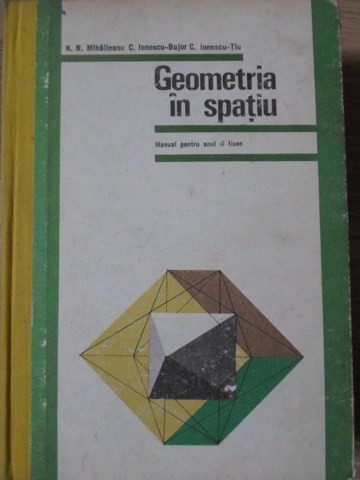 N. N. Mihăileanu C. Ionescu-Bujor C. Ionescu-Țiu
Geometria
în spațiu
Manual pentru anul II liceu